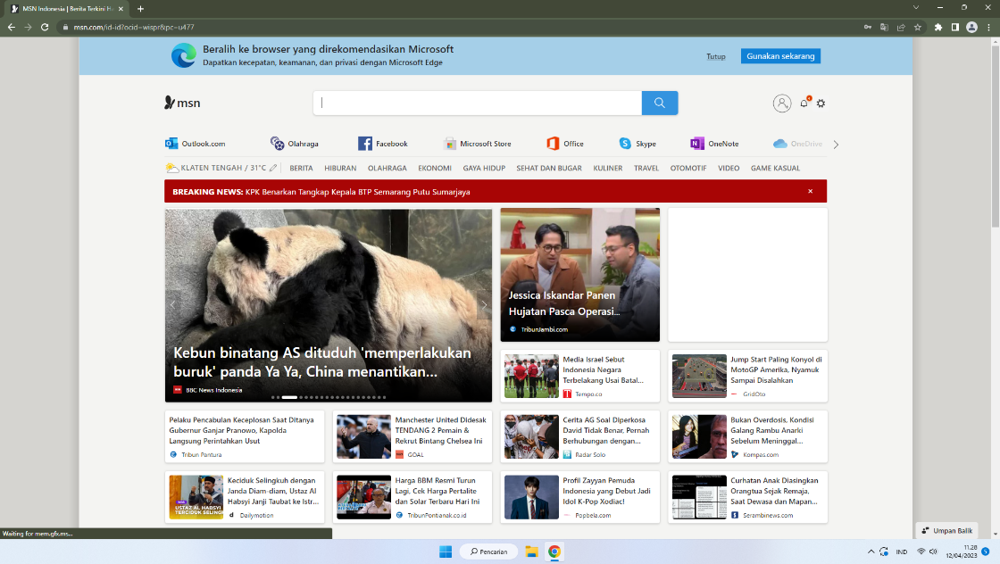 MSN Indonesia | Berita Terkini Ha
msn.com/id-id?ocid=wispr&pc=u477
Beralih ke browser yang direkomendasikan Microsoft
Dapatkan kecepatan, keamanan, dan privasi dengan Microsoft Edge
Tutup
Gunakan sekarang
msn
Outlook.com
Olahraga
Facebook
Microsoft Store
Office
Skype
OneNote
OneDrive
KLATEN TENGAH / 31°C
BERITA
HIBURAN
OLAHRAGA
EKONOMI
GAYA HIDUP
SEHAT DAN BUGAR
KULINER
TRAVEL
OTOMOTIF
VIDEO
GAME KASUAL
BREAKING NEWS: KPK Benarkan Tangkap Kepala BTP Semarang Putu Sumarjaya
Kebun binatang AS dituduh 'memperlakukan
buruk' panda Ya Ya, China menantikan...
BBC News Indonesia
Jessica Iskandar Panen
Hujatan Pasca Operasi...
TribunJambi.com
Media Israel Sebut
Indonesia Negara
Terbelakang Usai Batal...
Tempo.co
Jump Start Paling Konyol di
MotoGP Amerika, Nyamuk
Sampai Disalahkan
GridOto
Pelaku Pencabulan Keceplosan Saat Ditanya
Gubernur Ganjar Pranowo, Kapolda
Langsung Perintahkan Usut
Tribun Pantura
Manchester United Didesak
TENDANG 2 Pemain &
Rekrut Bintang Chelsea Ini
GOAL
Cerita AG Soal Diperkosa
David Tidak Benar, Pernah
Berhubungan dengan...
Radar Solo
Bukan Overdosis, Kondisi
Galang Rambu Anarki
Sebelum Meninggal...
Kompas.com
USTAZ AL HABSYI
TERCIDUK SELING
Keciduk Selingkuh dengan
Janda Diam-diam, Ustaz Al
Habsyi Janji Taubat ke Istr...
Dailymotion
Harga BBM Resmi Turun
Lagi, Cek Harga Pertalite
dan Solar Terbaru Hari Ini
TribunPontianak.co.id
Profil Zayyan Pemuda
Indonesia yang Debut Jadi
Idol K-Pop Xodiac!
Popbela.com
Curhatan Anak Diasingkan
Orangtua Sejak Remaja,
Saat Dewasa dan Mapan...
Serambinews.com
Umpan Balik
Waiting for mem.gfx.ms...
Pencarian
IND
11.28
12/04/2023
5